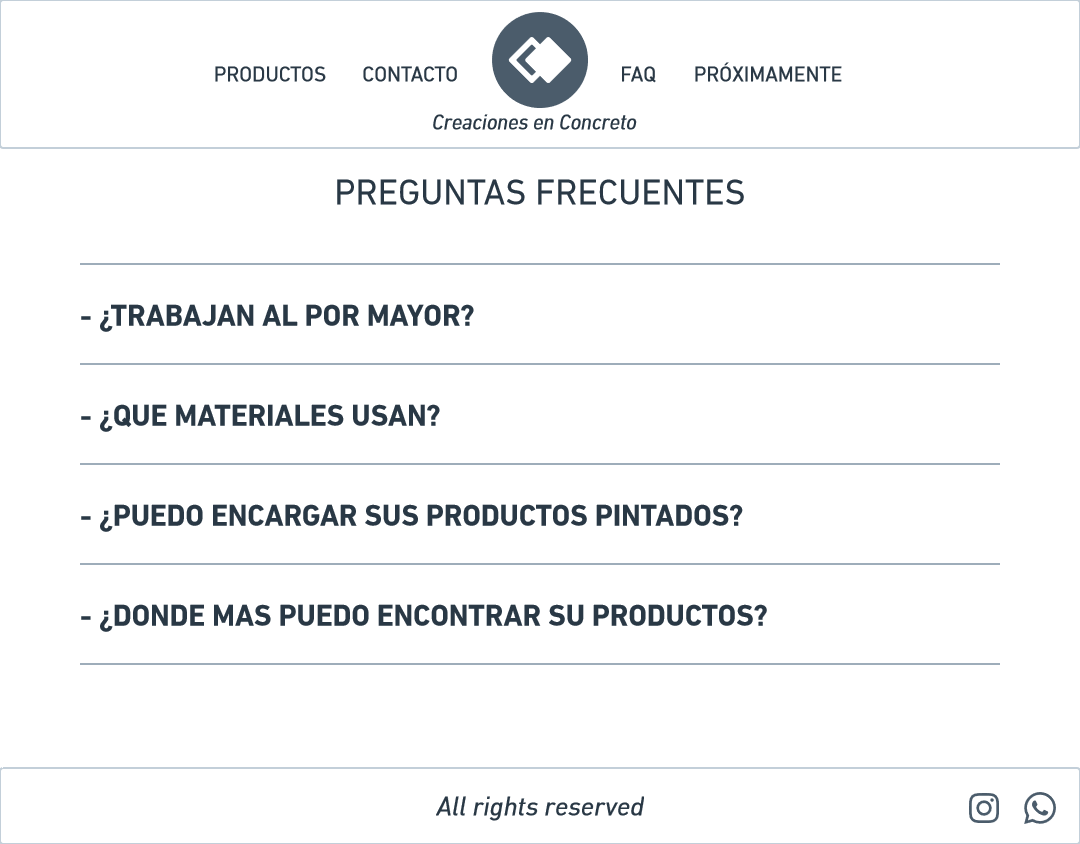 PRODUCTOS CONTACTO FAQ PRÓXIMAMENTE
Creaciones en Concreto
PREGUNTAS FRECUENTES
- ¿TRABAJAN AL POR MAYOR?
- ¿QUE MATERIALES USAN?
- ¿PUEDO ENCARGAR SUS PRODUCTOS PINTADOS?
- ¿DONDE MAS PUEDO ENCONTRAR SU PRODUCTOS?
All rights reserved